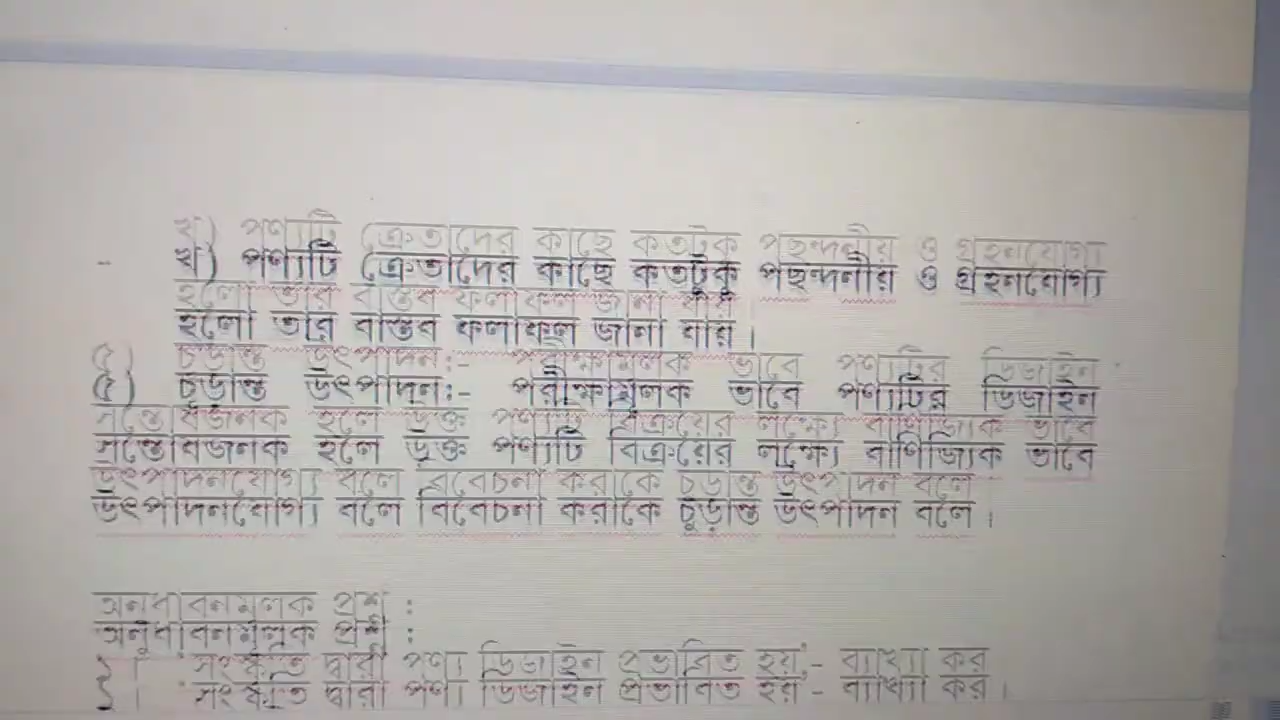 খ) পণ্যটি ক্রেতাদের কাছে কতটুকু পছন্দনীয় ও গ্রহনযোগ্য
হলো তার বাস্তব ফলাফল জানা যায়।
৫) চুড়ান্ত উৎপাদন:- পরীক্ষামূলক ভাবে পণ্যটির ডিজাইন
সন্তোষজনক হলে উক্ত পণ্যটি বিক্রয়ের লক্ষ্যে বাণিজ্যিক ভাবে
উৎপাদনযোগ্য বলে বিবেচনা করাকে চুড়ান্ত উৎপাদন বলে।
অনুধাবনমূলক প্রশ্ন :
সংস্কৃতি দ্বারা পণ্য ডিজাইন প্রভাবিত হয়:- ব্যাখ্যা কর।